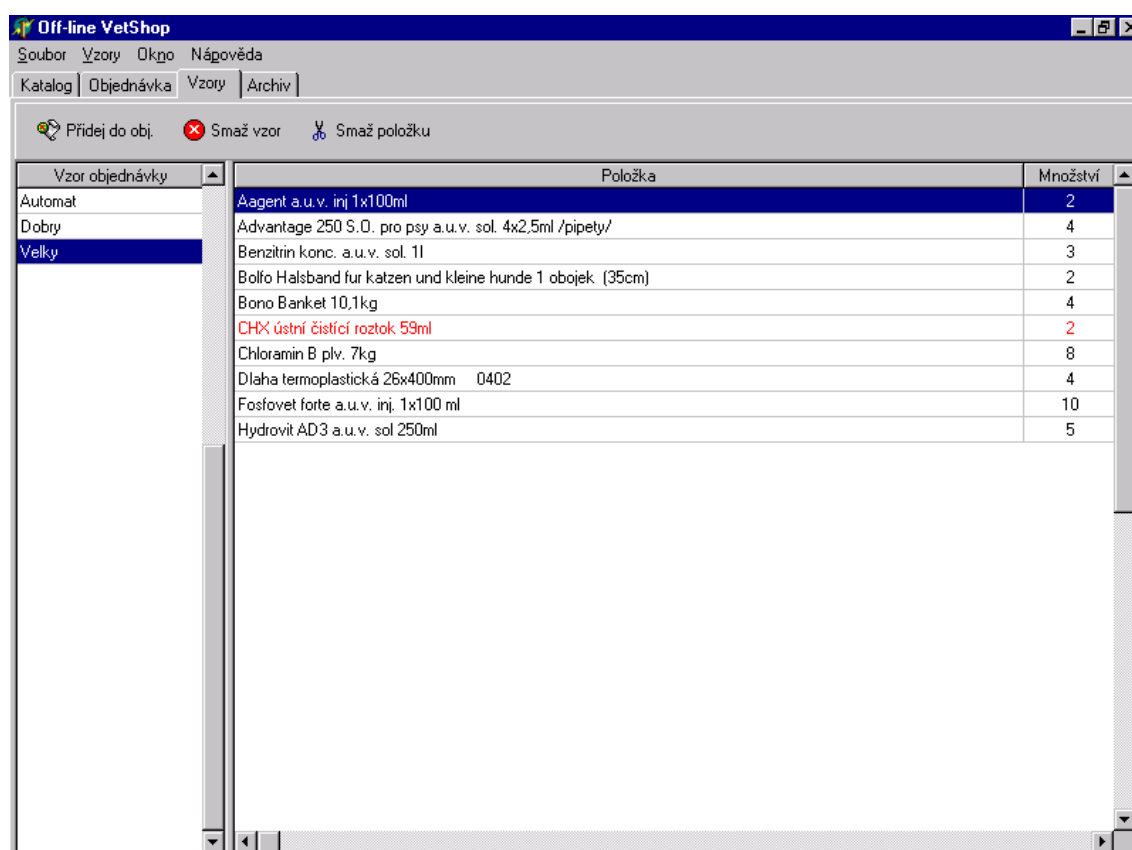 Off-line VetShop
Soubor Vzory Okno Nápověda
Katalog Objednávka Vzory Archiv
Přidej do obj. Smaž vzor Smaž položku
Vzor objednávky Položka Množství
Automat Aagent a.u.v. inj 1x100ml 2
Dobry Advantage 250 S.O. pro psy a.u.v. sol. 4x2,5ml /pipety/ 4
Velky Benzitrin konc. a.u.v. sol. 1l 3
Bolfo Halsband fur katzen und kleine hunde 1 obojek (35cm) 2
Bono Banket 10,1kg 4
CHX ústní čistící roztok 59ml 2
Chloramin B plv. 7kg 8
Dlaha termoplastická 26x400mm 0402 4
Fosfovet forte a.u.v. inj. 1x100 ml 10
Hydrovit AD3 a.u.v. sol 250ml 5